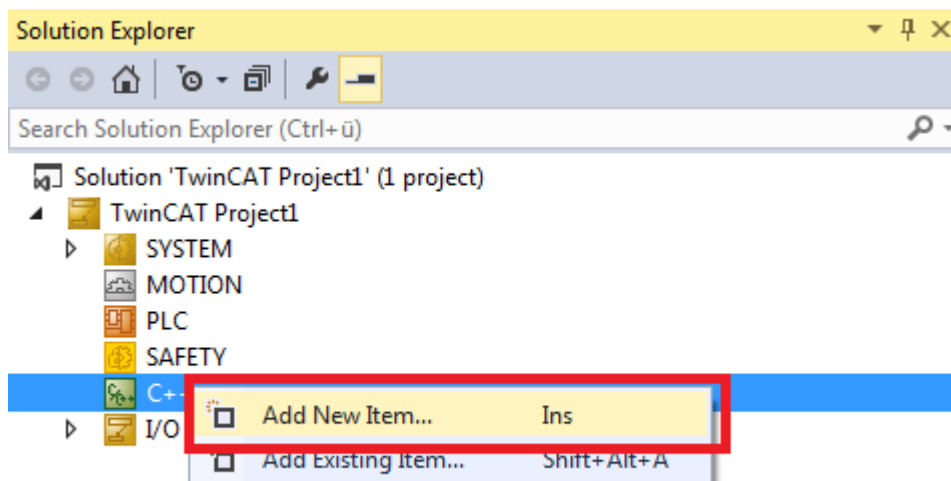 Solution Explorer
Search Solution Explorer (Ctrl+ü)
Solution 'TwinCAT Project1' (1 project)
TwinCAT Project1
SYSTEM
MOTION
PLC
SAFETY
C++
Add New Item... Ins
I/O
Add Existing Item... Shift+Alt+A